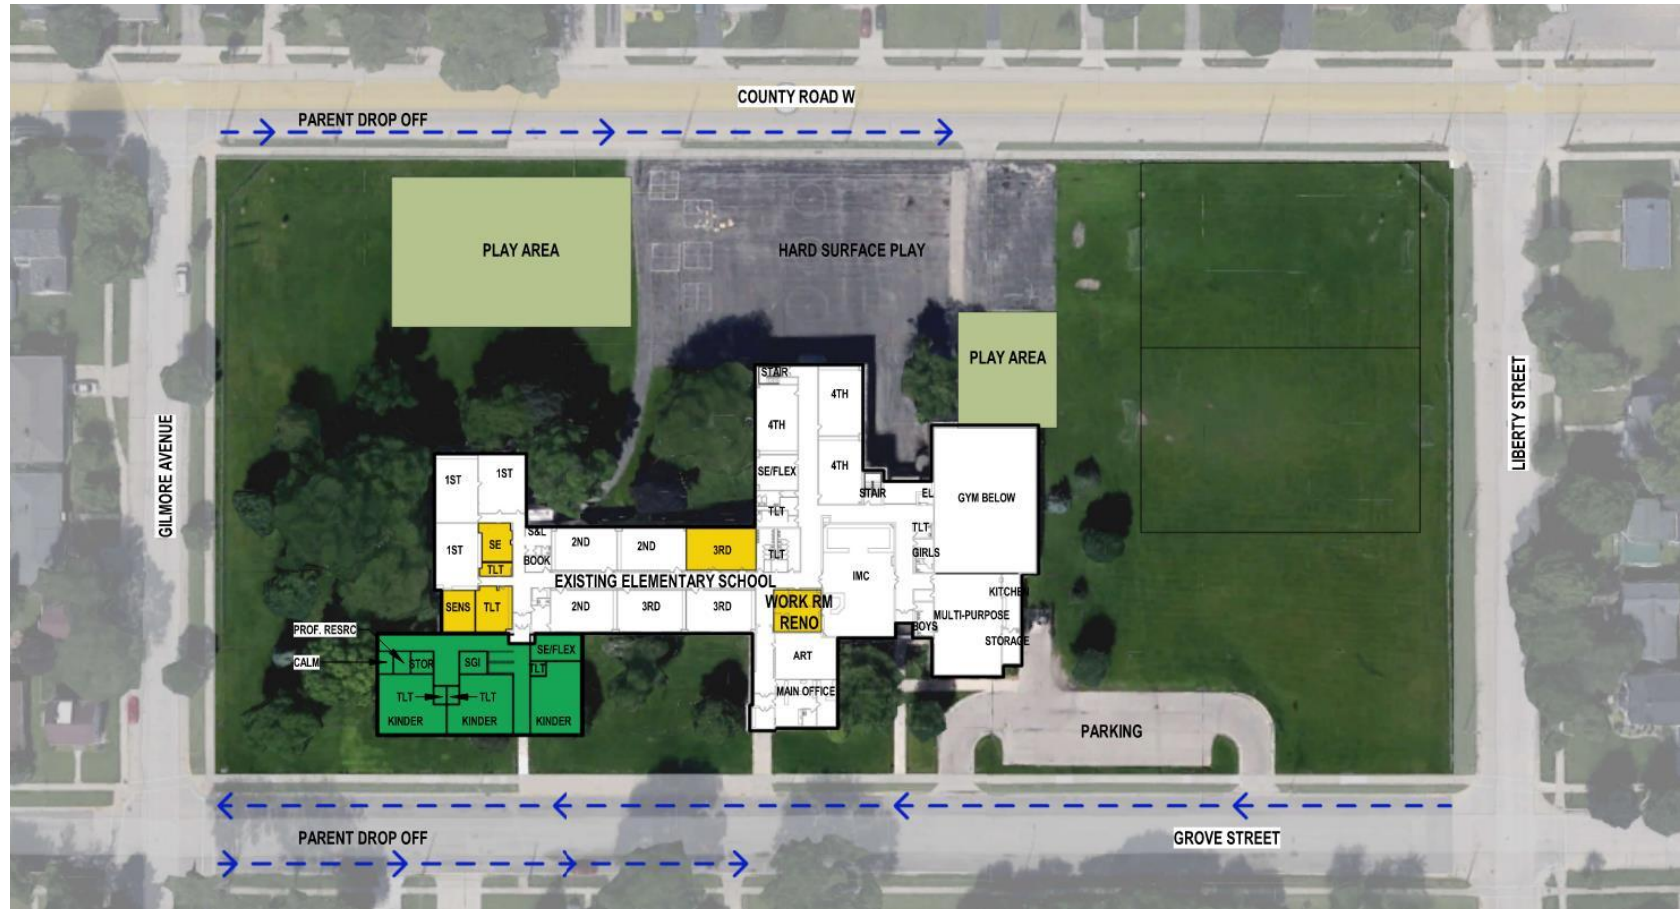 COUNTY ROAD W
PARENT DROP OFF
PLAY AREA
HARD SURFACE PLAY
PLAY AREA
GILMORE AVENUE
LIBERTY STREET
STAIR
4TH
4TH
4TH
SE/FLEX
STAIR
EL
GYM BELOW
1ST
1ST
1ST
SE
TLT
S&L
BOOK
2ND
2ND
3RD
TLT
TLT
TLT
GIRLS
IMC
EXISTING ELEMENTARY SCHOOL
SENS
TLT
2ND
3RD
3RD
WORK RM
RENO
KITCHEN
MULTI-PURPOSE
BOYS
STORAGE
PROF. RESRC
CALM
STOR
SGI
SE/FLEX
TLT
TLT
TLT
KINDER
KINDER
KINDER
ART
MAIN OFFICE
PARKING
PARENT DROP OFF
GROVE STREET